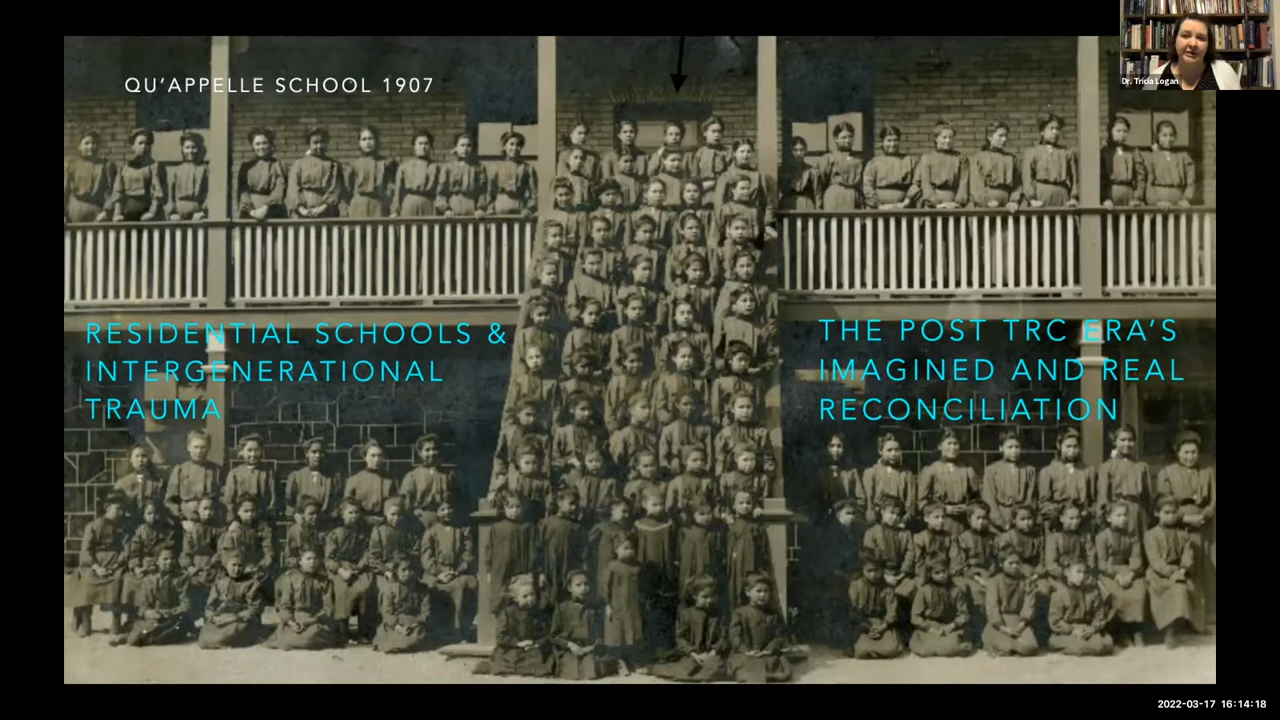 Dr. Tricia Logan
QU'APPELLE SCHOOL 1907
RESIDENTIAL SCHOOLS &
INTERGENERATIONAL
TRAUMA
THE POST TRC ERA'S
IMAGINED AND REAL
RECONCILIATION
2022-03-17 16:14:18